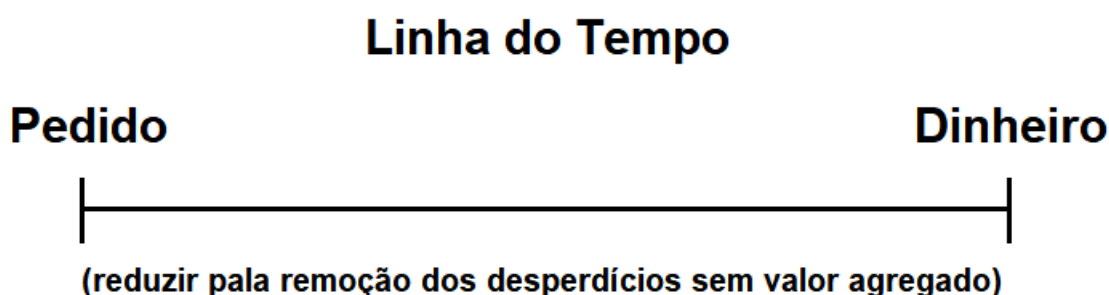 Linha do Tempo
Pedido Dinheiro
(reduzir pala remoção dos desperdícios sem valor agregado)